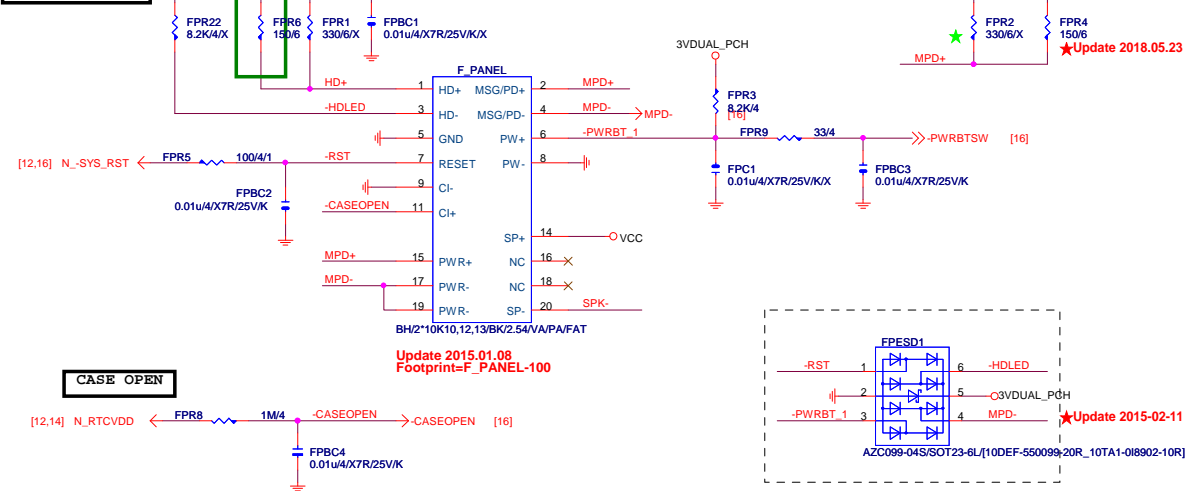 FPR22
8.2K/4/X
FPR6
150/6
FPR1
330/6/X
FPBC1
0.01u/4/X7R/25V/K/X
FPR2
330/6/X
FPR4
150/6
Update 2018.05.23
MPD+
3VDUAL_PCH
FPR3
8.2K/4
[16]
F_PANEL
HD+ 1 HD+ MSG/PD+ 2 MPD+
-HDLED 3 HD- MSG/PD- 4 MPD- MPD-
5 GND PW+ 6 -PWRBT_1
FPR9 33/4 -PWRBTSW [16]
[12,16] N_-SYS_RST FPR5 100/4/1 -RST 7 RESET PW- 8
9 CI-
-CASEOPEN 11 CI+
FPBC2
0.01u/4/X7R/25V/K
FPC1
0.01u/4/X7R/25V/K/X
FPBC3
0.01u/4/X7R/25V/K
SP+ 14 VCC
MPD+ 15 PWR+ NC 16
MPD- 17 PWR- NC 18
19 PWR- SP- 20 SPK-
BH/2*10K10,12,13/BK/2.54/VA/PA/FAT
Update 2015.01.08
Footprint=F_PANEL-100
CASE OPEN
[12,14] N_RTCVDD FPR8 1M/4 -CASEOPEN -CASEOPEN [16]
FPBC4
0.01u/4/X7R/25V/K
FPESD1
-RST 1 6 -HDLED
2 5 3VDUAL_PCH
-PWRBT_1 3 4 MPD-
Update 2015-02-11
AZC099-04S/SOT23-6L/[10DEF-550099-20R_10TA1-0I8902-10R]